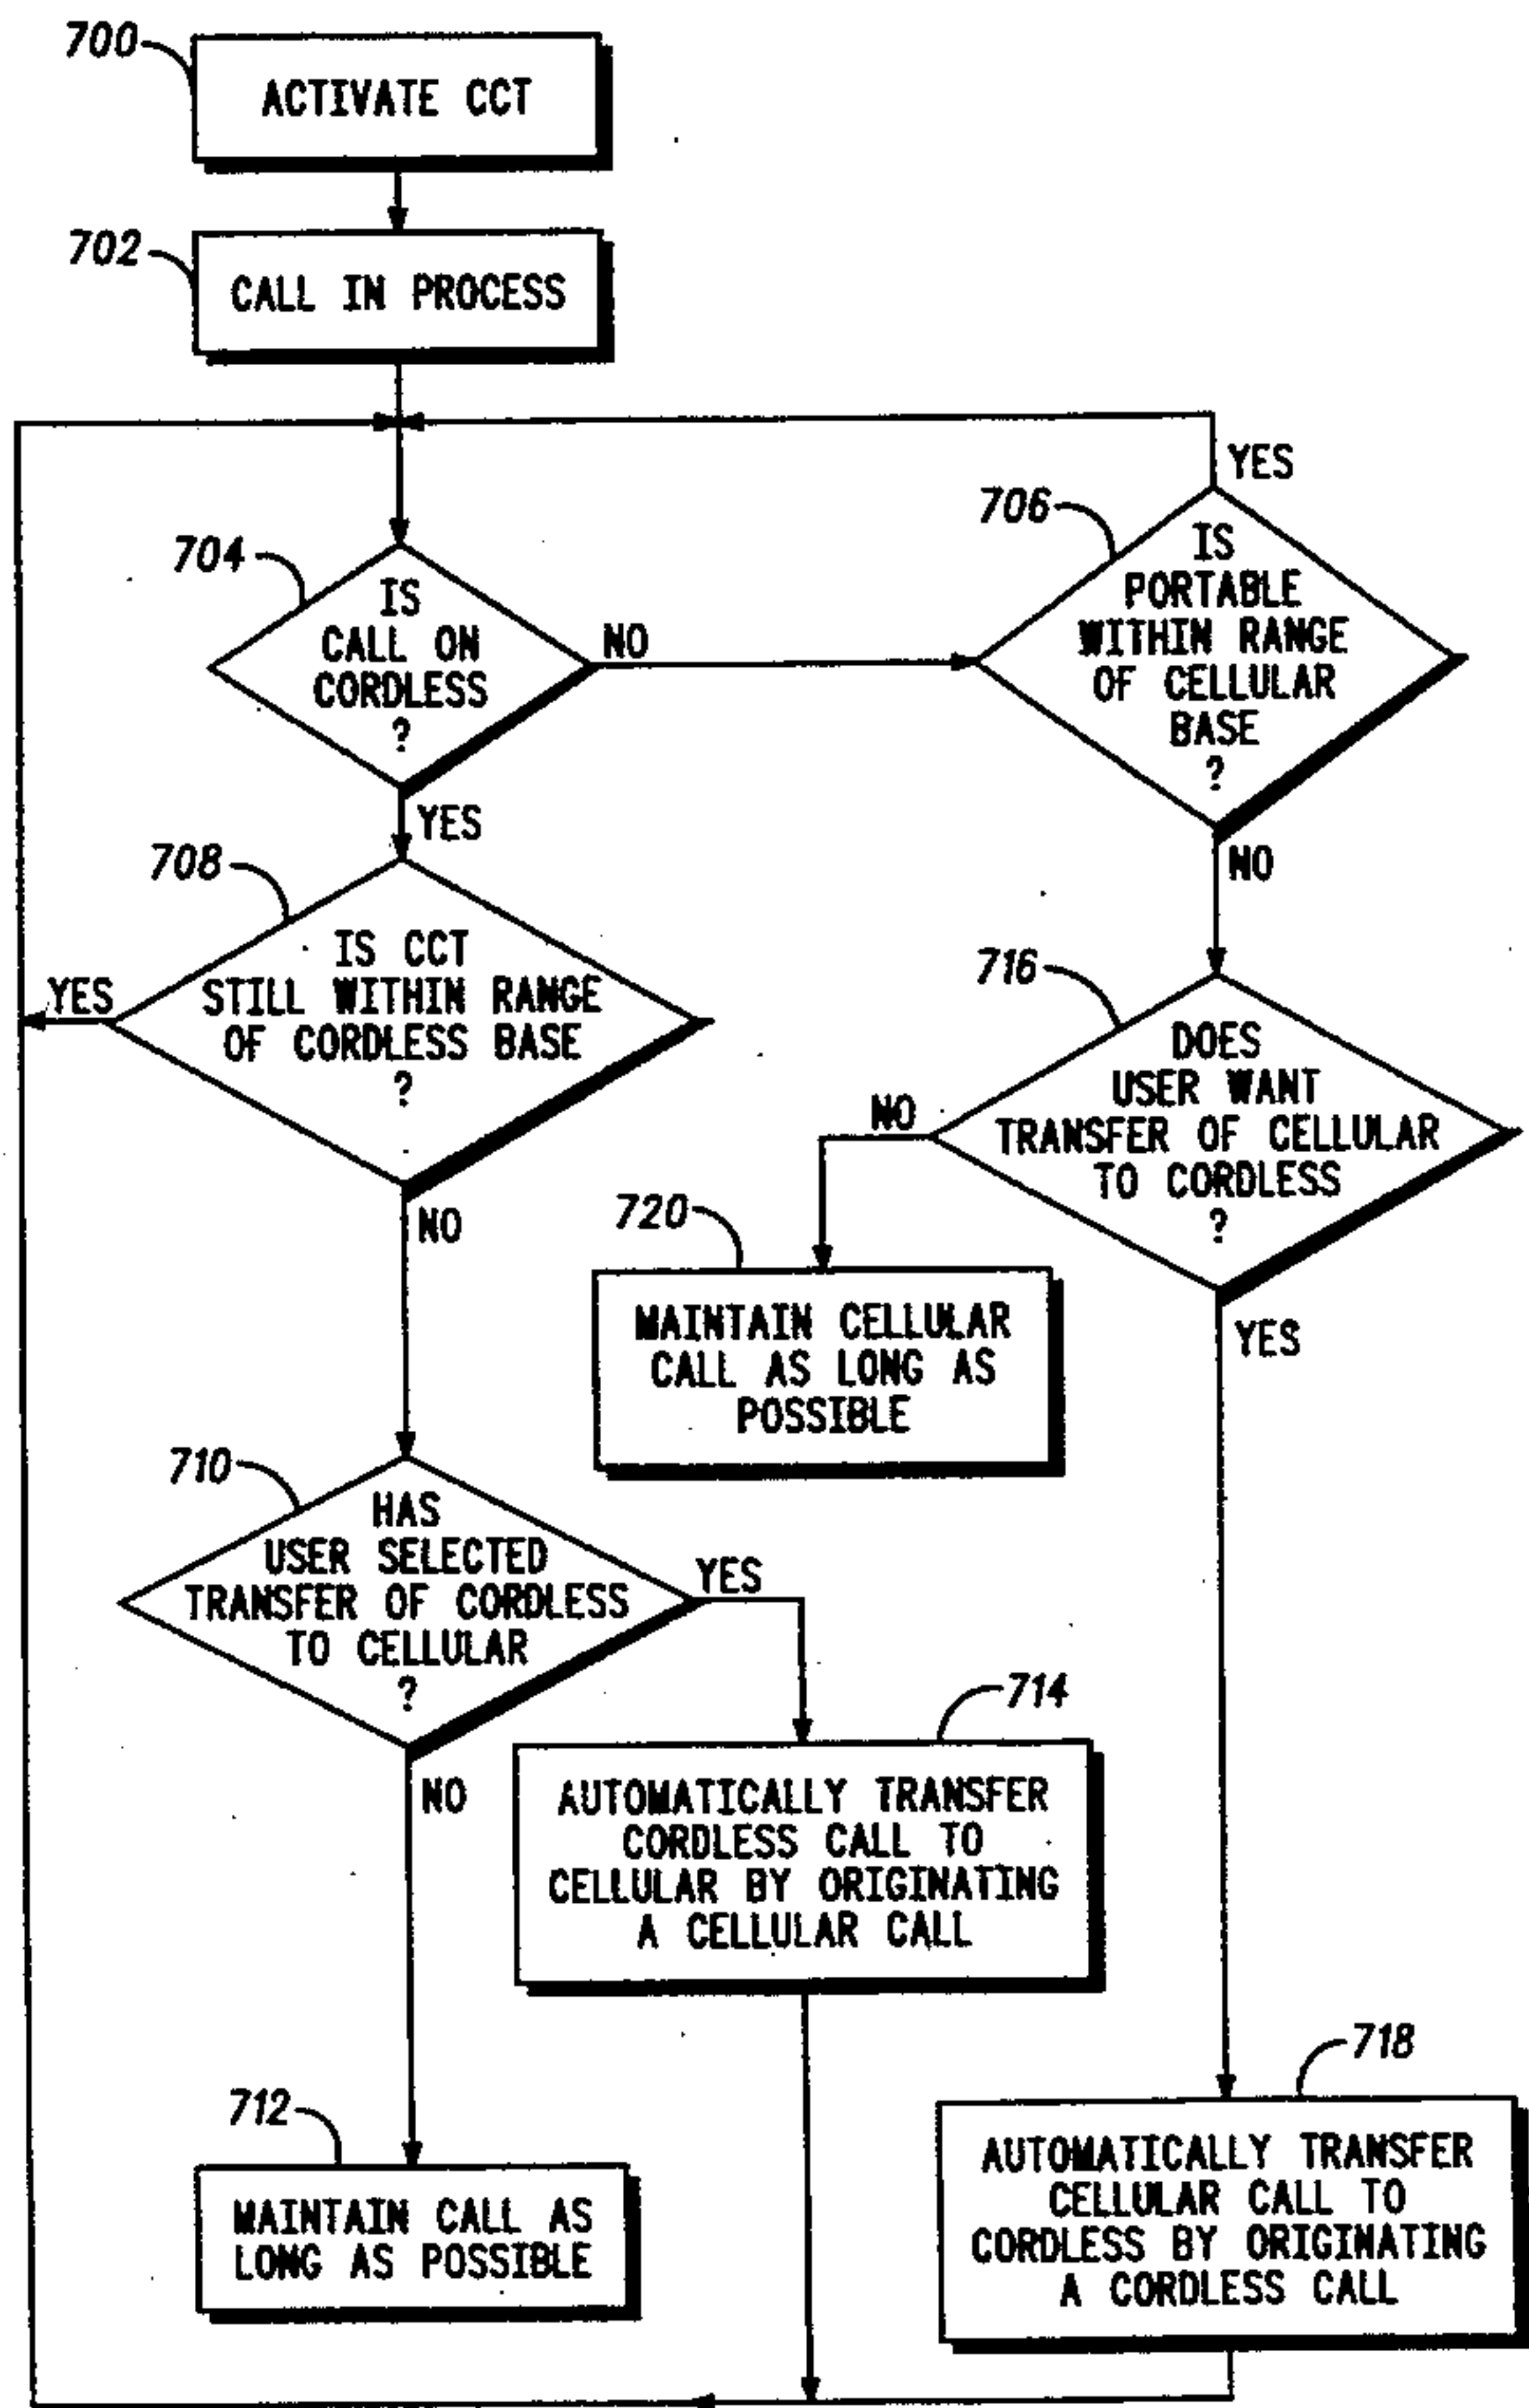 700
ACTIVATE CCT
702
CALL IN PROCESS
YES
706
IS
PORTABLE
WITHIN RANGE
OF CELLULAR
BASE
?
704
IS
CALL ON
CORDLESS
?
NO
YES
NO
708
IS CCT
STILL WITHIN RANGE
OF CORDLESS BASE
?
YES
NO
716
DOES
USER WANT
TRANSFER OF CELLULAR
TO CORDLESS
?
NO
YES
720
MAINTAIN CELLULAR
CALL AS LONG AS
POSSIBLE
710
HAS
USER SELECTED
TRANSFER OF CORDLESS
TO CELLULAR
?
YES
NO
714
AUTOMATICALLY TRANSFER
CORDLESS CALL TO
CELLULAR BY ORIGINATING
A CELLULAR CALL
712
MAINTAIN CALL AS
LONG AS POSSIBLE
718
AUTOMATICALLY TRANSFER
CELLULAR CALL TO
CORDLESS BY ORIGINATING
A CORDLESS CALL